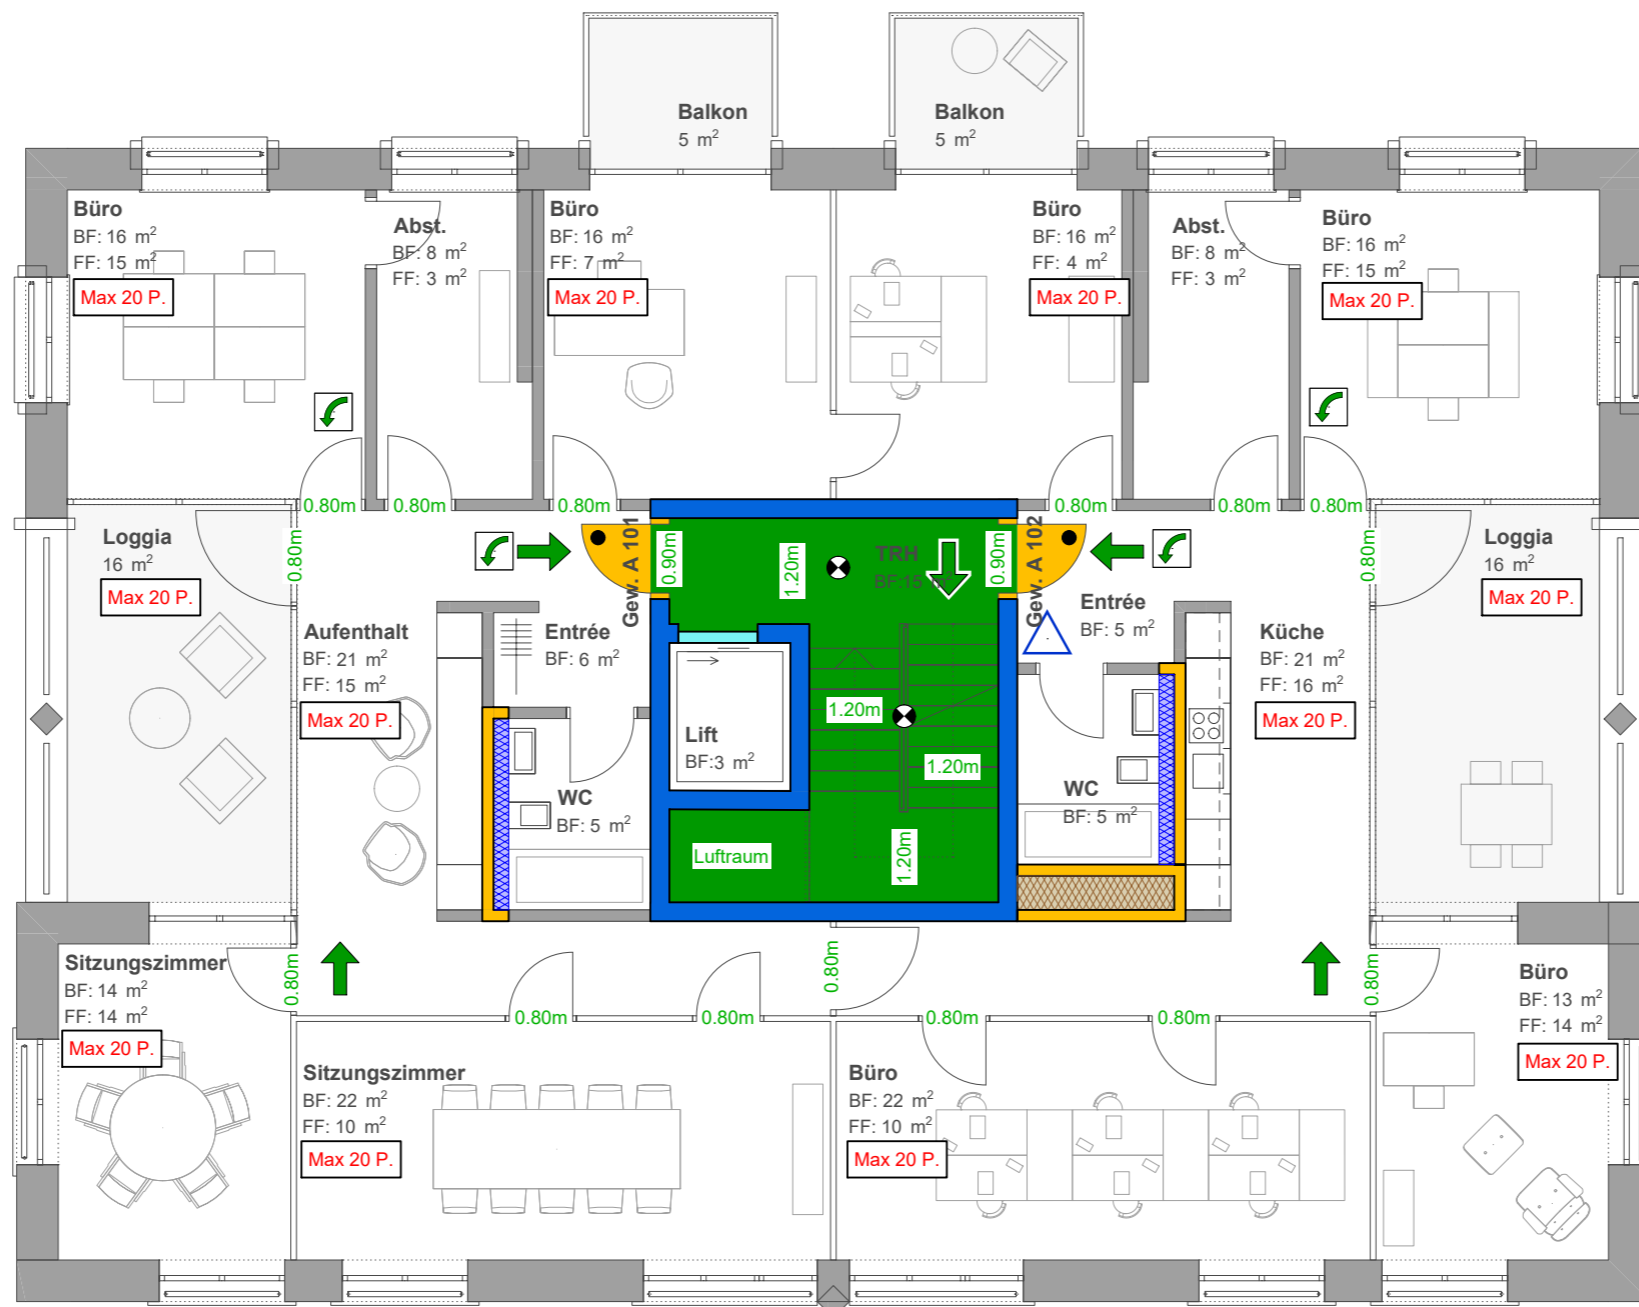 Balkon
5 m²
Balkon
5 m²
Büro
BF: 16 m²
FF: 15 m²
Max 20 P.
Abst.
BF: 8 m²
FF: 3 m²
Büro
BF: 16 m²
FF: 7 m²
Max 20 P.
Büro
BF: 16 m²
FF: 4 m²
Max 20 P.
Abst.
BF: 8 m²
FF: 3 m²
Büro
BF: 16 m²
FF: 15 m²
Max 20 P.
0.80m
0.80m
0.80m
0.80m
0.80m
0.80m
Loggia
16 m²
Max 20 P.
0.80m
Gew. A 101
0.90m
1.20m
TRH
BF:15 m²
0.90m
Gew. A 102
0.80m
Loggia
16 m²
Max 20 P.
Aufenthalt
BF: 21 m²
FF: 15 m²
Max 20 P.
Entrée
BF: 6 m²
Entrée
BF: 5 m²
Küche
BF: 21 m²
FF: 16 m²
Max 20 P.
Lift
BF:3 m²
1.20m
1.20m
WC
BF: 5 m²
WC
BF: 5 m²
Luftraum
1.20m
Sitzungszimmer
BF: 14 m²
FF: 14 m²
Max 20 P.
0.80m
0.80m
0.80m
Büro
BF: 13 m²
FF: 14 m²
Max 20 P.
0.80m
0.80m
0.80m
0.80m
Sitzungszimmer
BF: 22 m²
FF: 10 m²
Max 20 P.
Büro
BF: 22 m²
FF: 10 m²
Max 20 P.